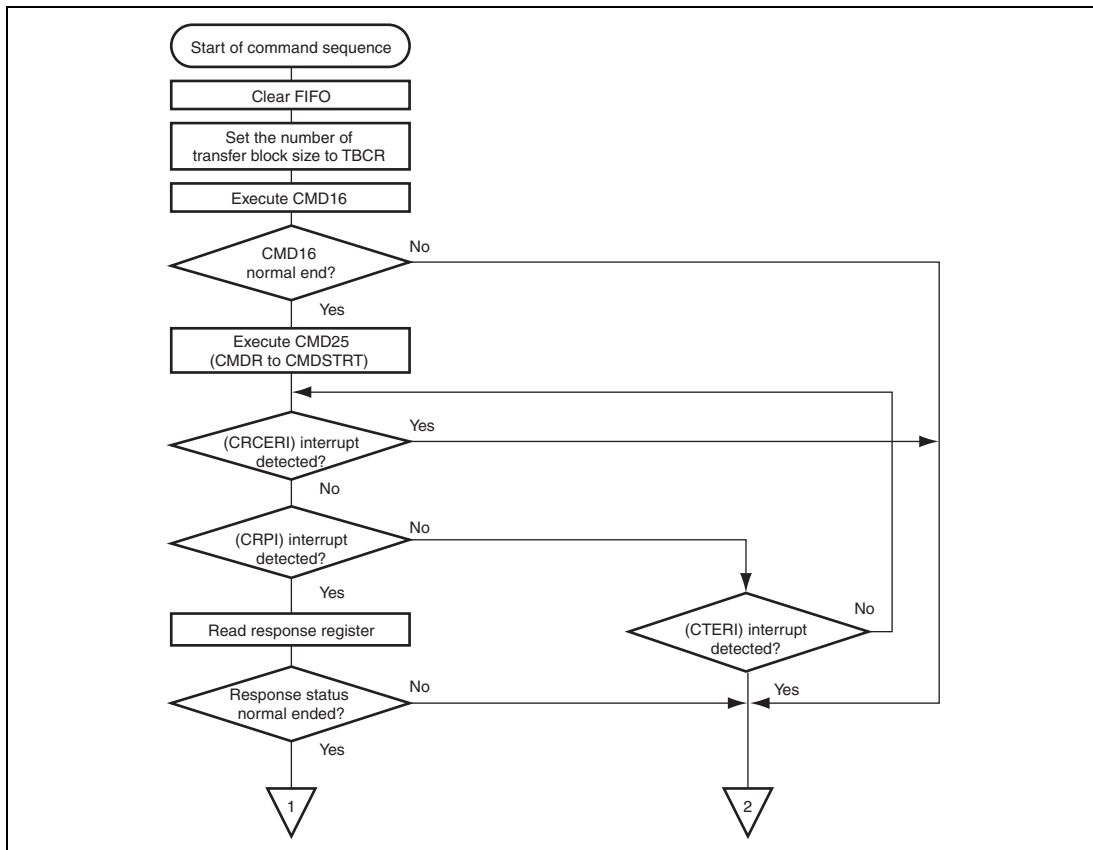 Start of command sequence
Clear FIFO
Set the number of
transfer block size to TBCR
Execute CMD16
CMD16
normal end?
No
Yes
Execute CMD25
(CMDR to CMDSTRT)
(CRCERI) interrupt
detected?
Yes
No
(CRPI) interrupt
detected?
No
Yes
(CTERI) interrupt
detected?
No
Yes
Read response register
Response status
normal ended?
No
Yes
1
2